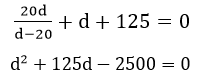 20d/(d−20) + d + 125 = 0
d² + 125d − 2500 = 0